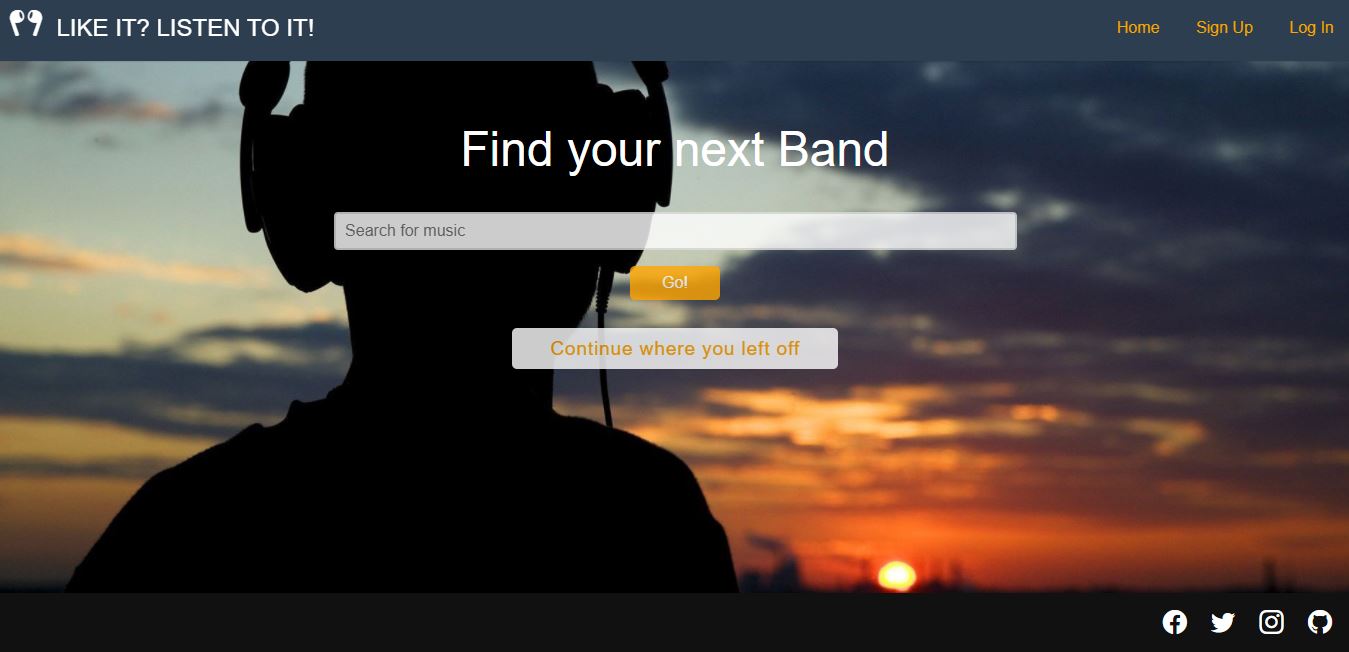 LIKE IT? LISTEN TO IT!
Home
Sign Up
Log In
Find your next Band
Search for music
Go!
Continue where you left off